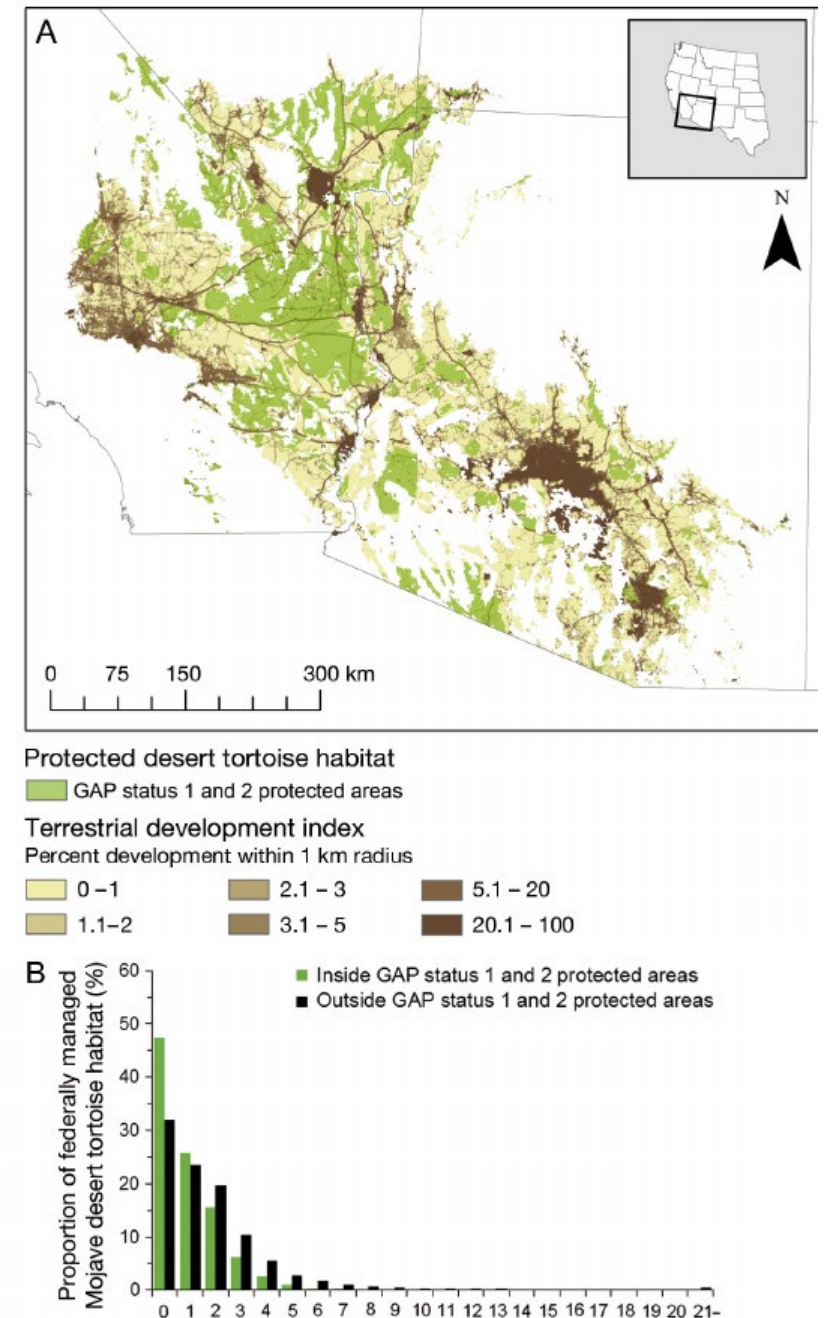 A
N
0 75 150 300 km
Protected desert tortoise habitat
GAP status 1 and 2 protected areas
Terrestrial development index
Percent development within 1 km radius
0 – 1 2.1 – 3 5.1 – 20
1.1–2 3.1 – 5 20.1 – 100
B
Proportion of federally managed
Mojave desert tortoise habitat (%)
60
50
40
30
20
10
0
Inside GAP status 1 and 2 protected areas
Outside GAP status 1 and 2 protected areas
0 1 2 3 4 5 6 7 8 9 10 11 12 13 14 15 16 17 18 19 20 21–